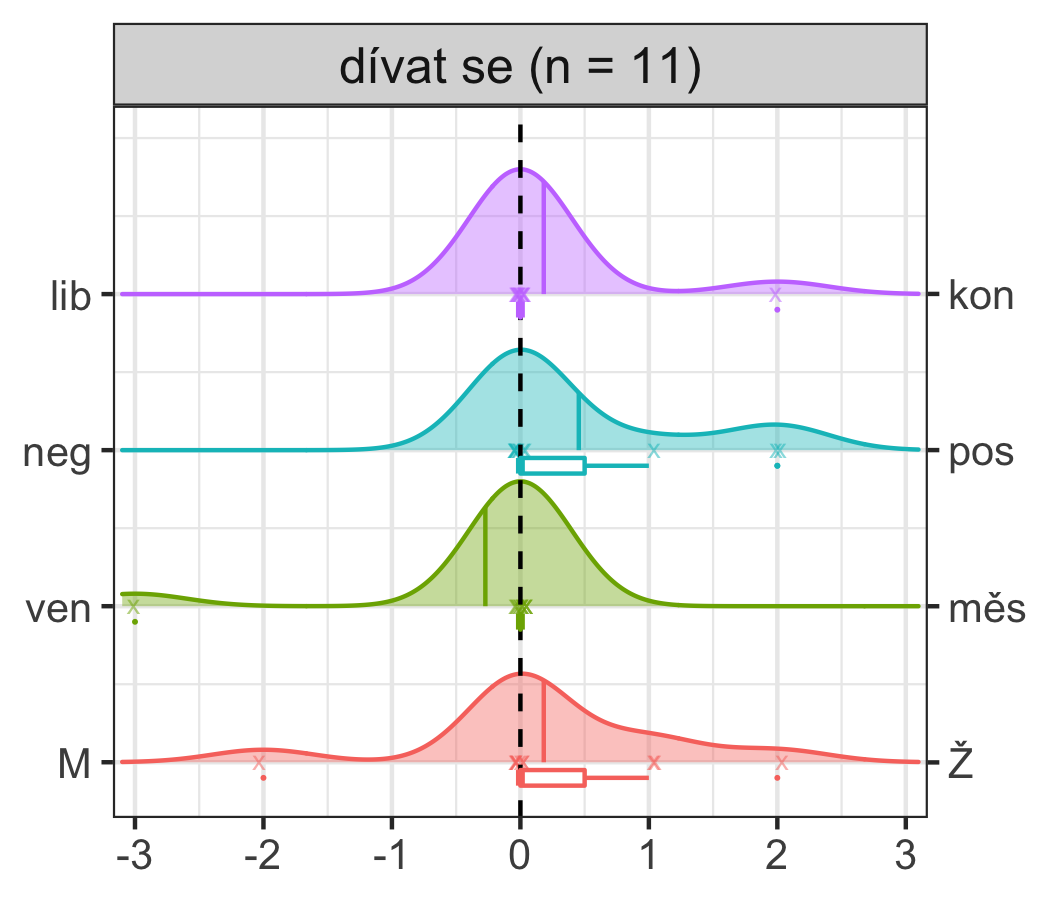 dívat se (n = 11)
lib kon
neg pos
ven měs
M Ž
-3 -2 -1 0 1 2 3